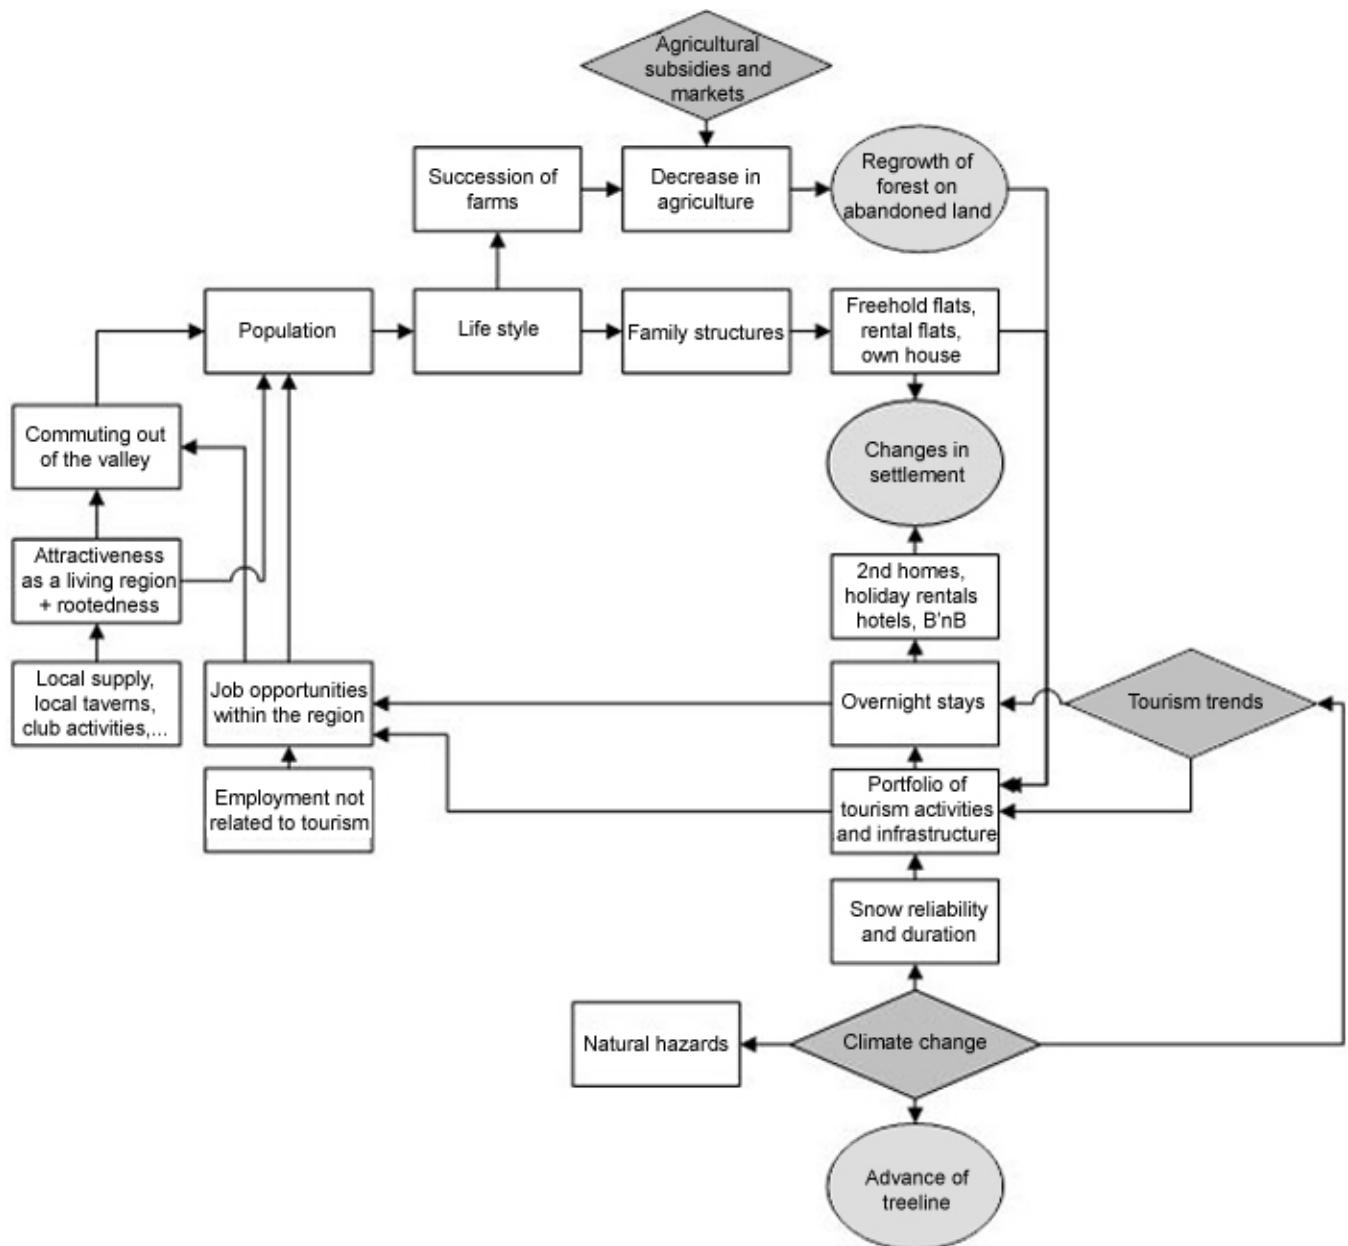 Agricultural
subsidies and
markets
Succession of
farms
Decrease in
agriculture
Regrowth of
forest on
abandoned land
Population
Life style
Family structures
Freehold flats,
rental flats,
own house
Commuting out
of the valley
Changes in
settlement
Attractiveness
as a living region
+ rootedness
2nd homes,
holiday rentals
hotels, B'nB
Local supply,
local taverns,
club activities,...
Job opportunities
within the region
Overnight stays
Tourism trends
Employment not
related to tourism
Portfolio of
tourism activities
and infrastructure
Snow reliability
and duration
Natural hazards
Climate change
Advance of
treeline